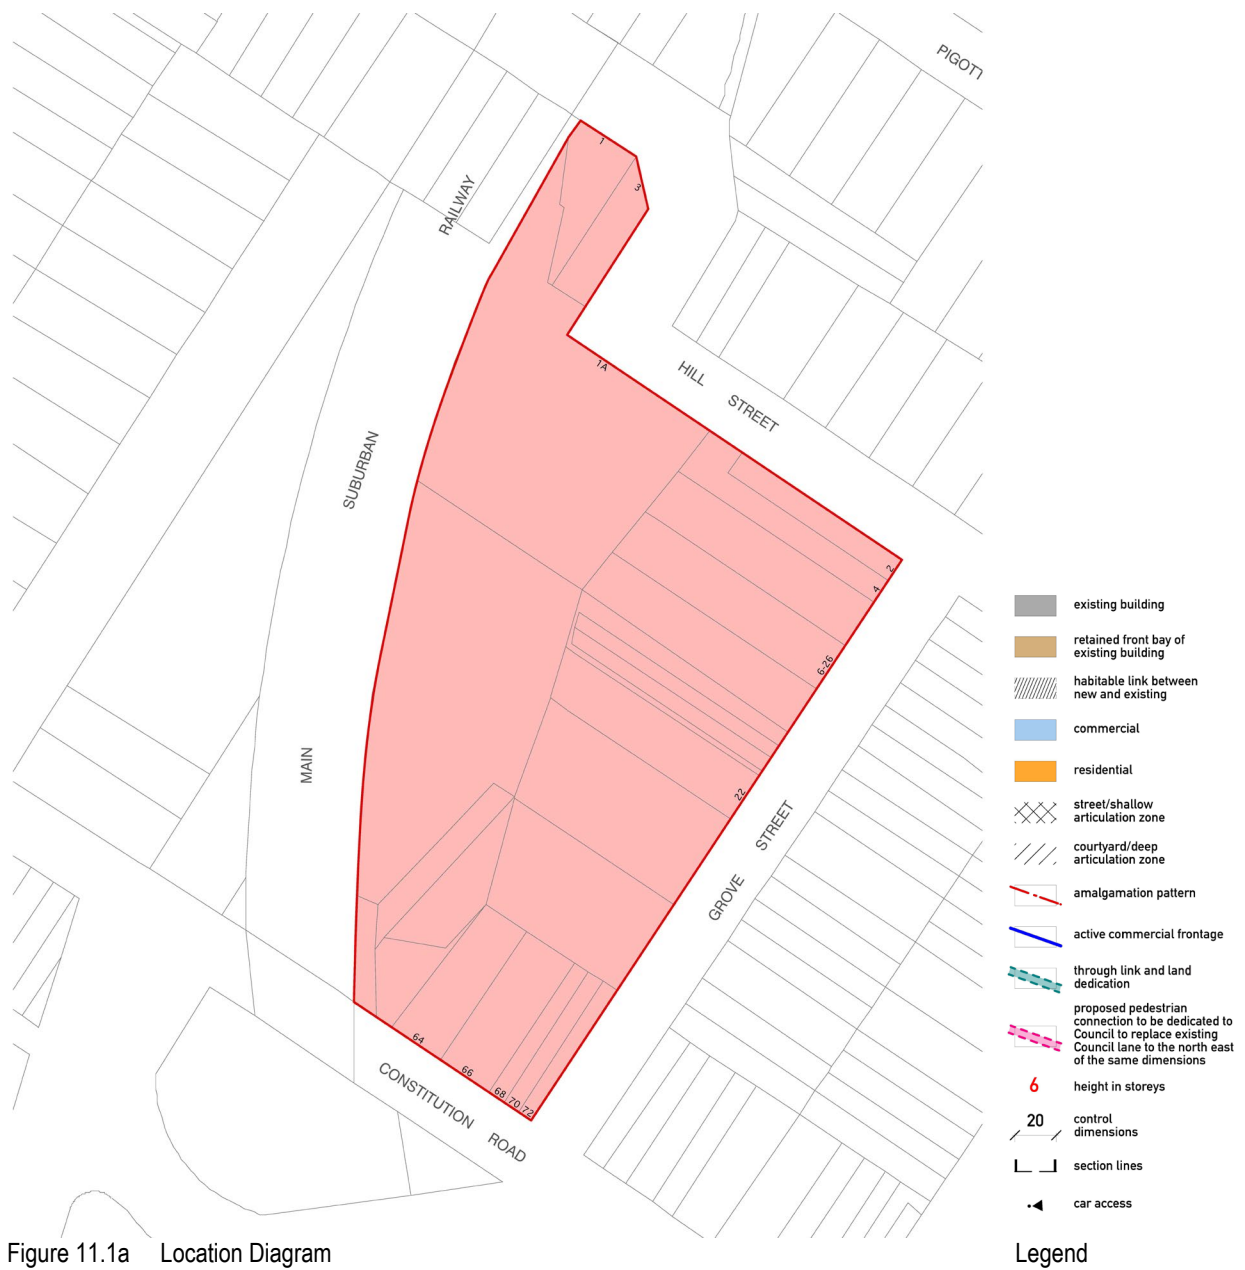 PIGOTT
RAILWAY
1
3
1A
HILL STREET
SUBURBAN
2
4
6-26
MAIN
22
GROVE STREET
64
66
68
70
72
CONSTITUTION ROAD
existing building
retained front bay of
existing building
habitable link between
new and existing
commercial
residential
street/shallow
articulation zone
courtyard/deep
articulation zone
amalgamation pattern
active commercial frontage
through link and land
dedication
proposed pedestrian
connection to be dedicated to
Council to replace existing
Council lane to the north east
of the same dimensions
6 height in storeys
20 control
dimensions
section lines
car access
Figure 11.1a Location Diagram
Legend